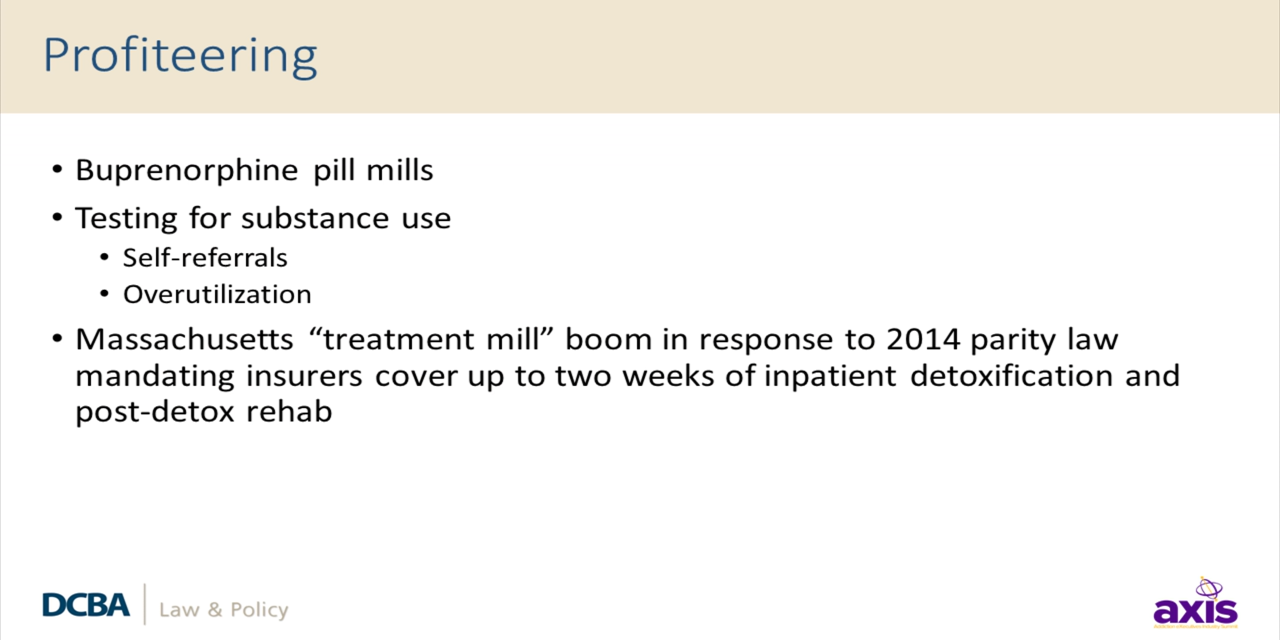 Profiteering
• Buprenorphine pill mills
• Testing for substance use
• Self-referrals
• Overutilization
• Massachusetts “treatment mill” boom in response to 2014 parity law
mandating insurers cover up to two weeks of inpatient detoxification and
post-detox rehab
DCBA | Law & Policy
axis